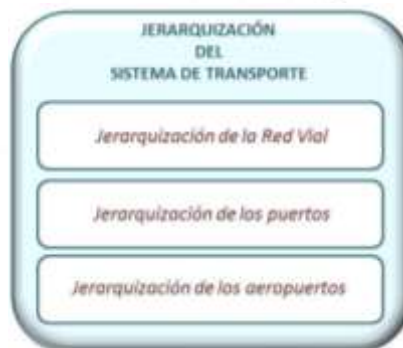 JERARQUIZACIÓN
DEL
SISTEMA DE TRANSPORTE
Jerarquización de la Red Vial
Jerarquización de los puertos
Jerarquización de los aeropuertos